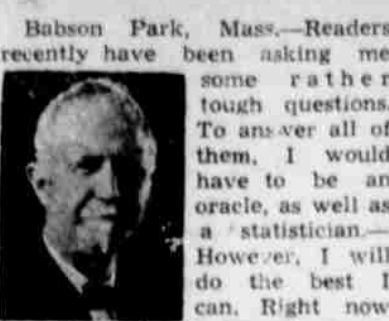 Babson Park, Mass.—Readers
recently have been asking me
some rather
tough questions
To answer all of
them, I would
have to be an
oracle, as well as
a statistician.—
However, I will
do the best I
can. Right now